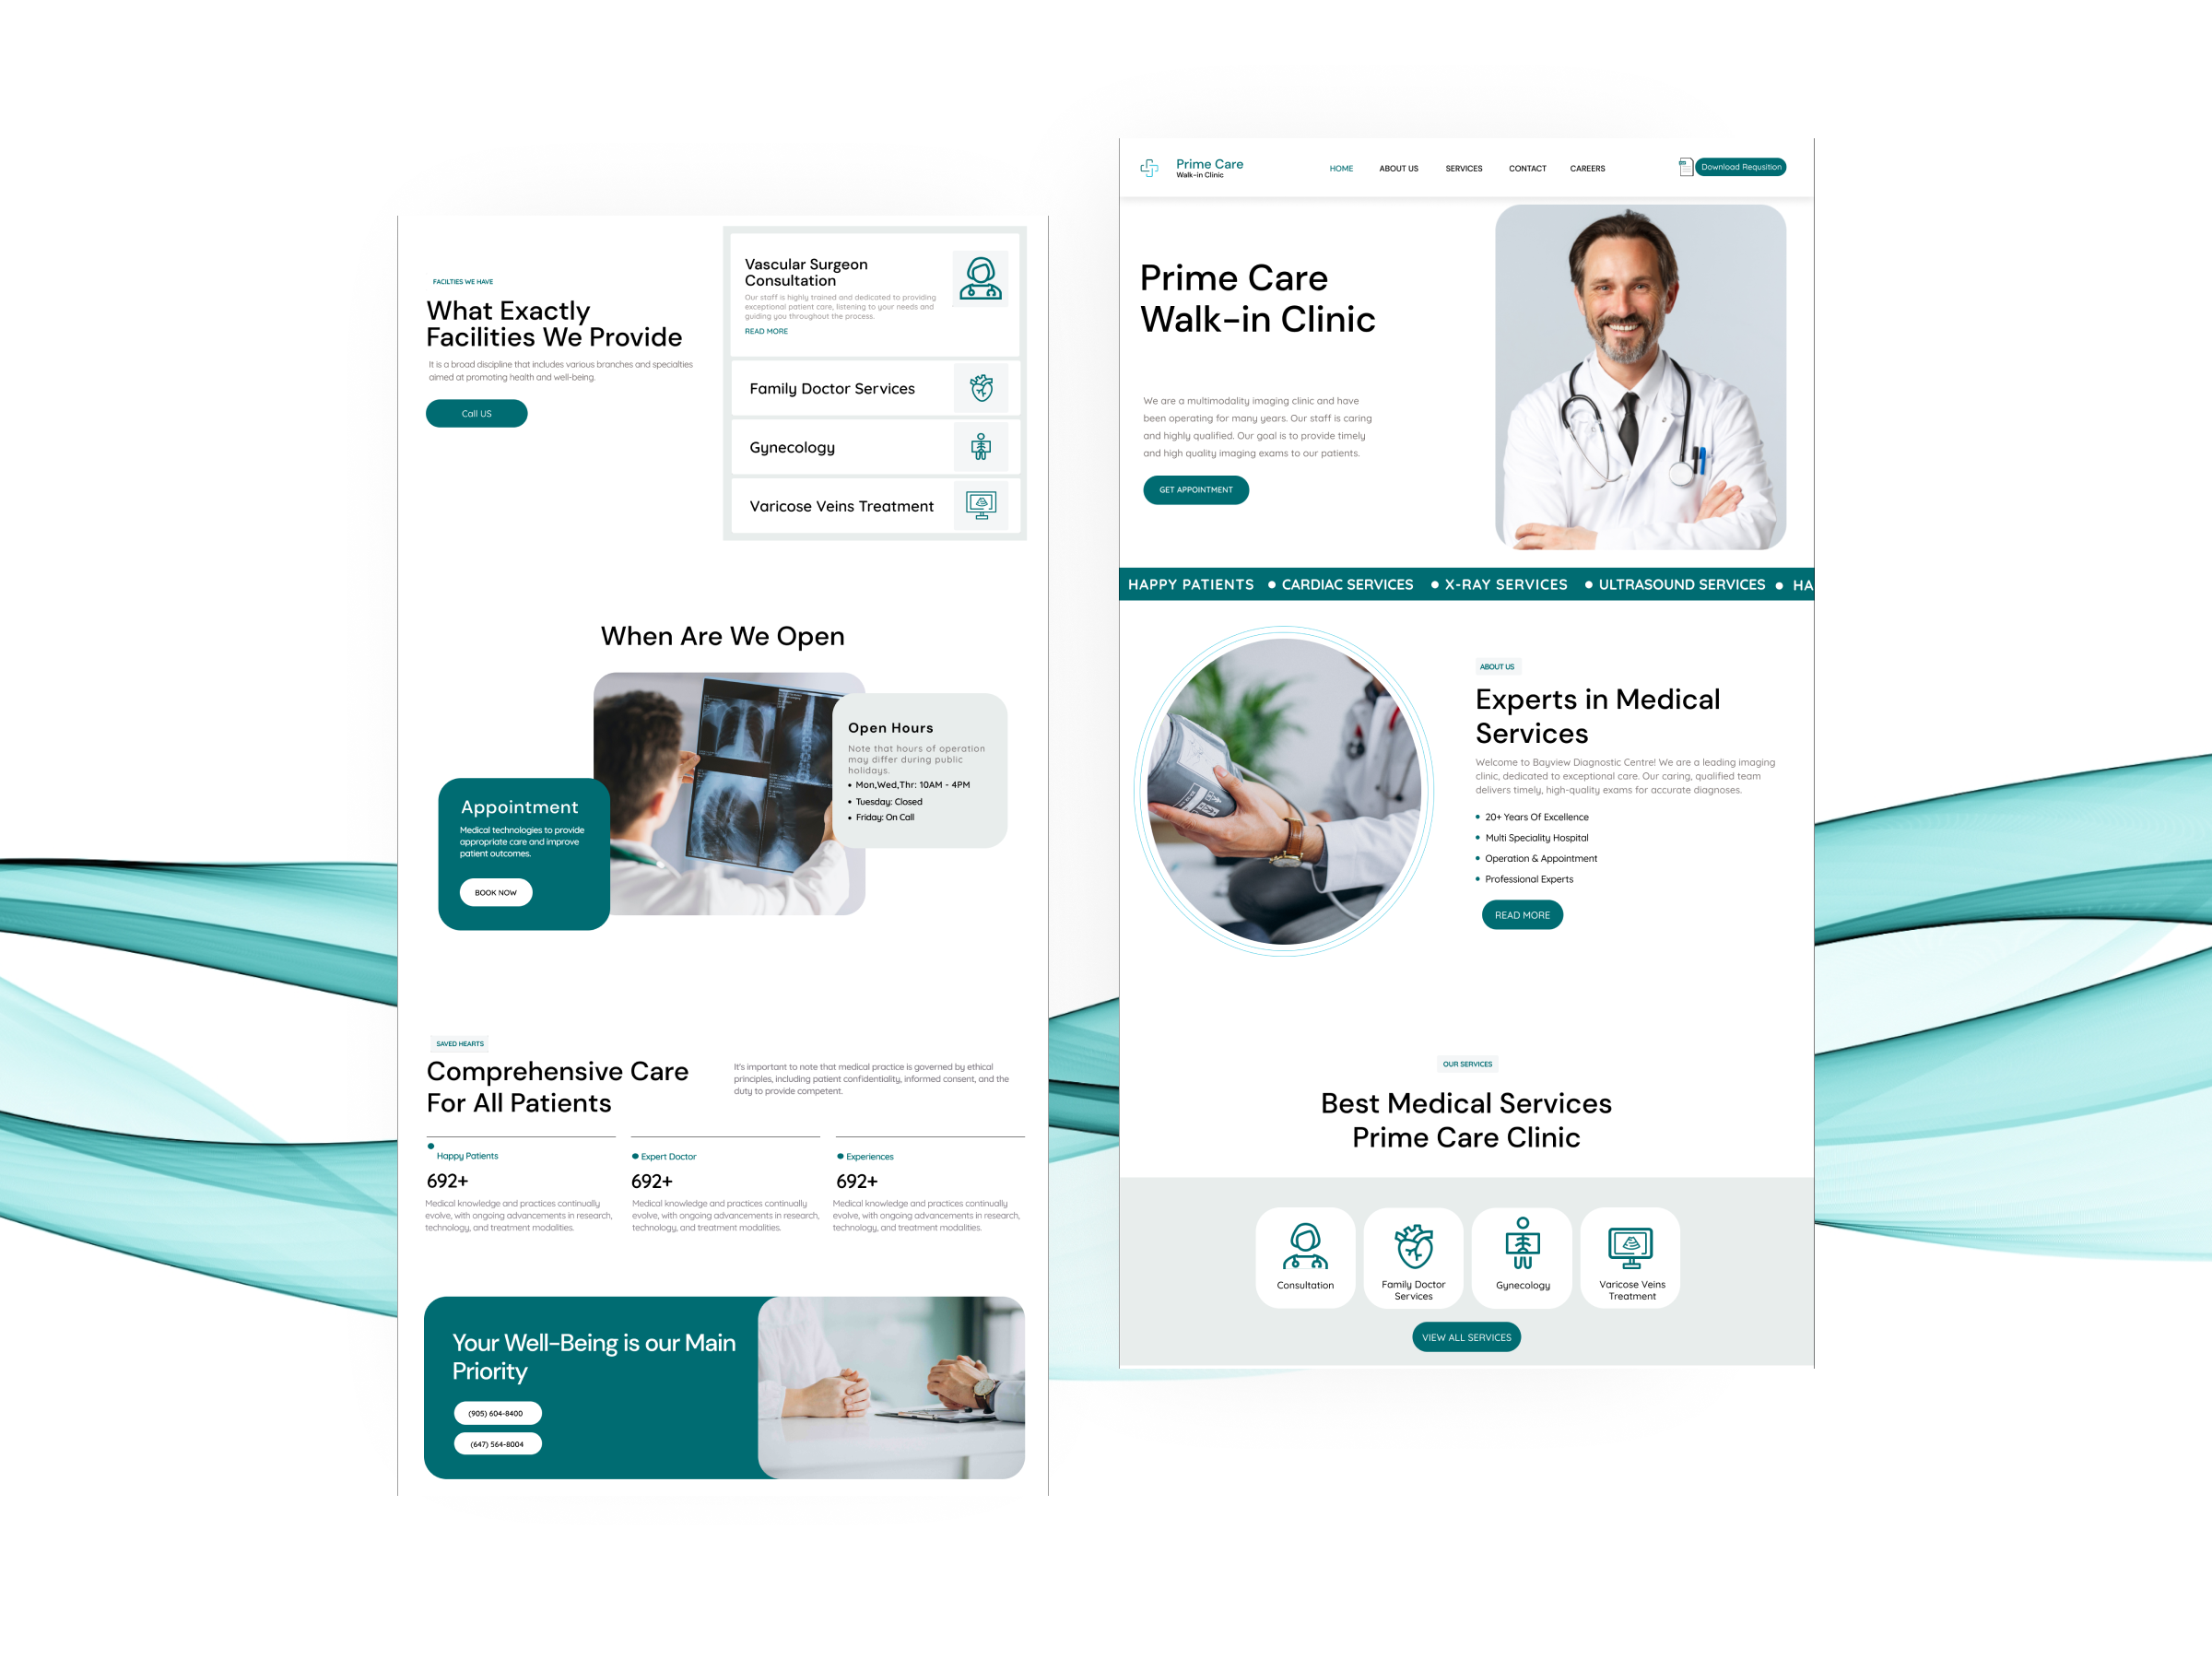 FACILTIES WE HAVE
What Exactly
Facilities We Provide
It is a broad discipline that includes various branches and specialties
aimed at promoting health and well-being.
Call US
Vascular Surgeon
Consultation
Our staff is highly trained and dedicated to providing
exceptional patient care, listening to your needs and
guiding you throughout the process.
READ MORE
Family Doctor Services
Gynecology
Varicose Veins Treatment
When Are We Open
Appointment
Medical technologies to provide
appropriate care and improve
patient outcomes.
BOOK NOW
Open Hours
Note that hours of operation
may differ during public
holidays.
• Mon,Wed,Thr: 10AM - 4PM
• Tuesday: Closed
• Friday: On Call
SAVED HEARTS
Comprehensive Care
For All Patients
It's important to note that medical practice is governed by ethical
principles, including patient confidentiality, informed consent, and the
duty to provide competent.
Happy Patients
692+
Medical knowledge and practices continually
evolve, with ongoing advancements in research,
technology, and treatment modalities.
Expert Doctor
692+
Medical knowledge and practices continually
evolve, with ongoing advancements in research,
technology, and treatment modalities.
Experiences
692+
Medical knowledge and practices continually
evolve, with ongoing advancements in research,
technology, and treatment modalities.
Your Well-Being is our Main
Priority
(905) 604-8400
(647) 564-8004
Prime Care
Walk-in Clinic
HOME ABOUT US SERVICES CONTACT CAREERS
Download Requsition
Prime Care
Walk-in Clinic
We are a multimodality imaging clinic and have
been operating for many years. Our staff is caring
and highly qualified. Our goal is to provide timely
and high quality imaging exams to our patients.
GET APPOINTMENT
HAPPY PATIENTS • CARDIAC SERVICES • X-RAY SERVICES • ULTRASOUND SERVICES • HA
ABOUT US
Experts in Medical
Services
Welcome to Bayview Diagnostic Centre! We are a leading imaging
clinic, dedicated to exceptional care. Our caring, qualified team
delivers timely, high-quality exams for accurate diagnoses.
• 20+ Years Of Excellence
• Multi Speciality Hospital
• Operation & Appointment
• Professional Experts
READ MORE
OUR SERVICES
Best Medical Services
Prime Care Clinic
Consultation
Family Doctor
Services
Gynecology
Varicose Veins
Treatment
VIEW ALL SERVICES